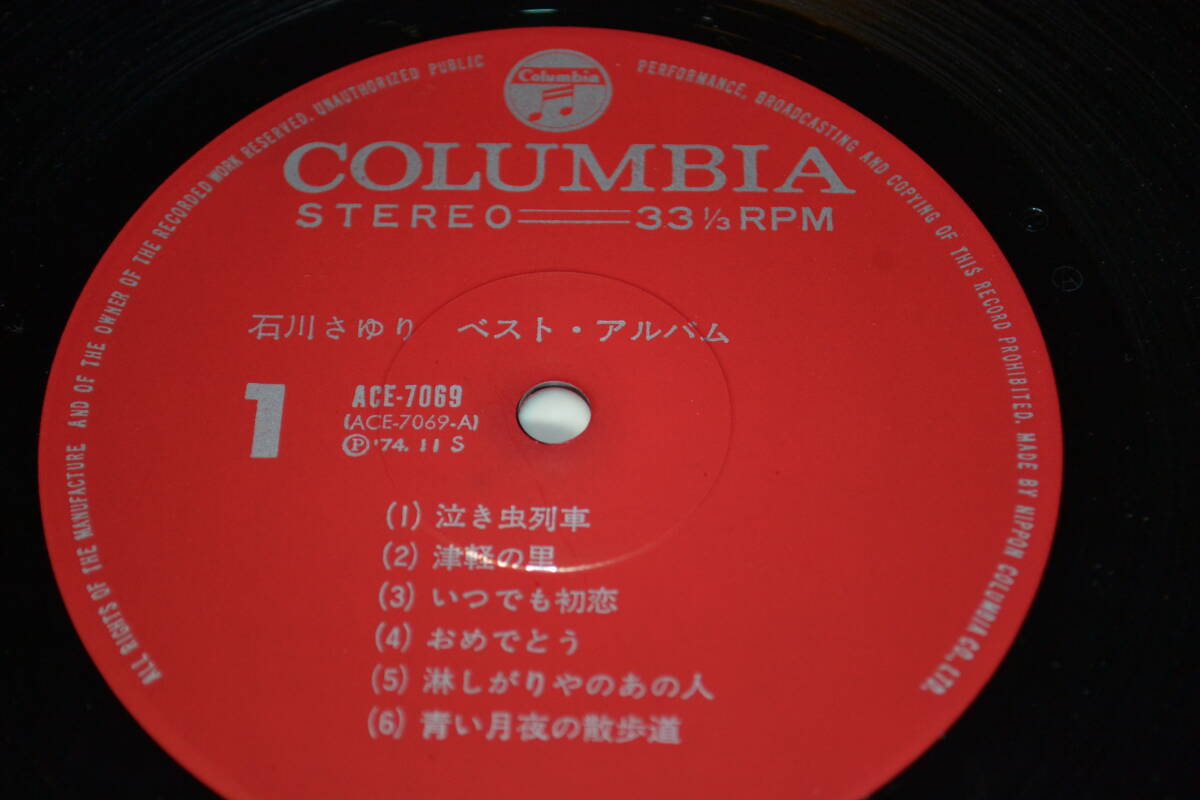 Columbia
COLUMBIA
STEREO 33 1/3 RPM
石川さゆり ベスト・アルバム
1
ACE-7069
(ACE-7069-A)
Ⓟ '74. 11 S
(1) 泣き虫列車
(2) 津軽の里
(3) いつでも初恋
(4) おめでとう
(5) 淋しがりやのあの人
(6) 青い月夜の散歩道
ALL RIGHTS OF THE MANUFACTURE AND OF THE OWNER OF THE RECORDED WORK RESERVED. UNAUTHORIZED PUBLIC PERFORMANCE, BROADCASTING AND COPYING OF THIS RECORD PROHIBITED. MADE BY NIPPON COLUMBIA CO., LTD.